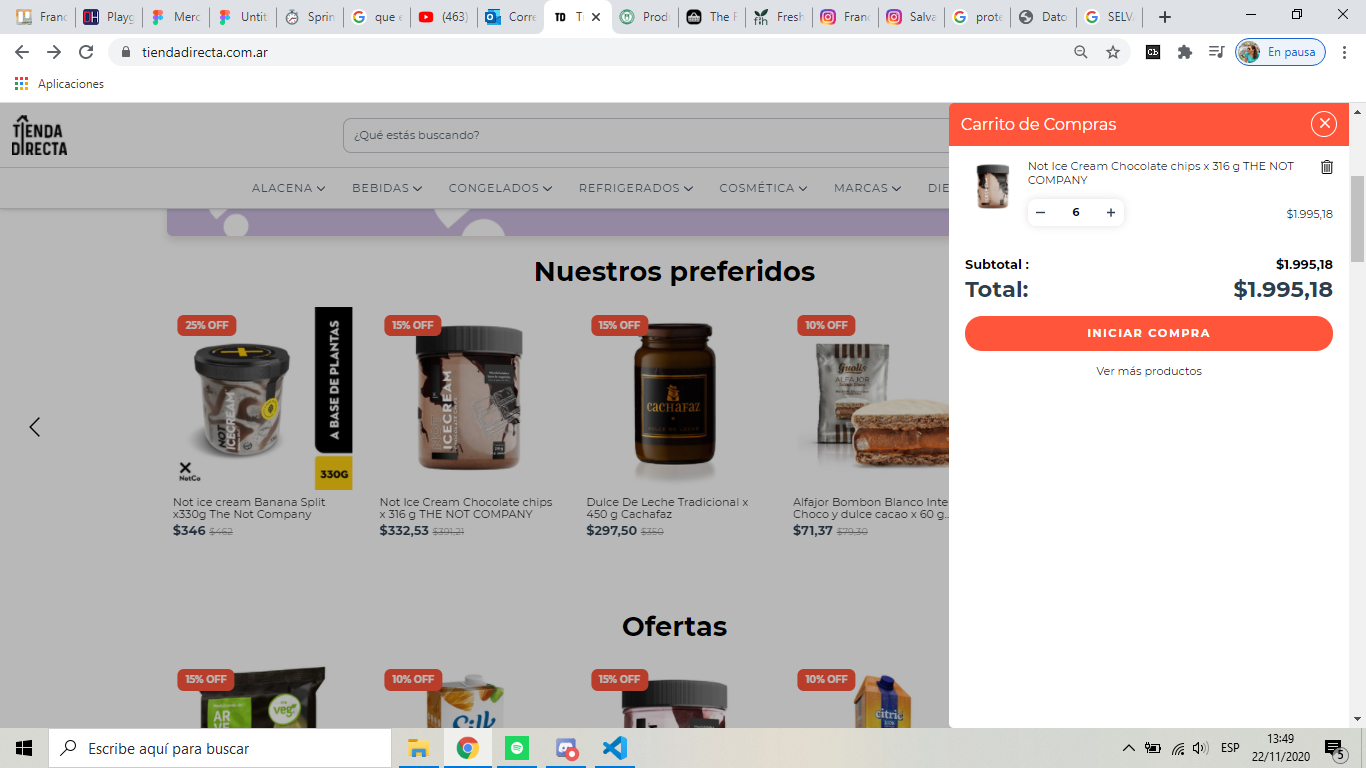 Franc
Playg
Merc
Untit
Sprin
que e
(463)
Corre
TD
Ti
Prod
The F
Fresh
Franc
Salva
prote
Dato
SELV
tiendadirecta.com.ar
Cb
En pausa
Aplicaciones
TIENDA
DIRECTA
¿Qué estás buscando?
ALACENA
BEBIDAS
CONGELADOS
REFRIGERADOS
COSMÉTICA
MARCAS
DIE
Carrito de Compras
Not Ice Cream Chocolate chips x 316 g THE NOT
COMPANY
6
$1.995,18
Subtotal :
$1.995,18
Total:
$1.995,18
INICIAR COMPRA
Ver más productos
Nuestros preferidos
25% OFF
A BASE DE PLANTAS
NOT
ICECREAM
NotCo
330G
Not ice cream Banana Split
x330g The Not Company
$346 $462
15% OFF
ICECREAM
Not Ice Cream Chocolate chips
x 316 g THE NOT COMPANY
$332,53 $391,21
15% OFF
CACHAFAZ
Dulce De Leche Tradicional x
450 g Cachafaz
$297,50 $350
10% OFF
ALFAJOR
Alfajor Bombon Blanco Inte
Choco y dulce cacao x 60 g..
$71,37 $79,30
Ofertas
15% OFF
AR
VE
veg
10% OFF
Silk
15% OFF
10% OFF
citric
Escribe aquí para buscar
ESP
13:49
22/11/2020
5